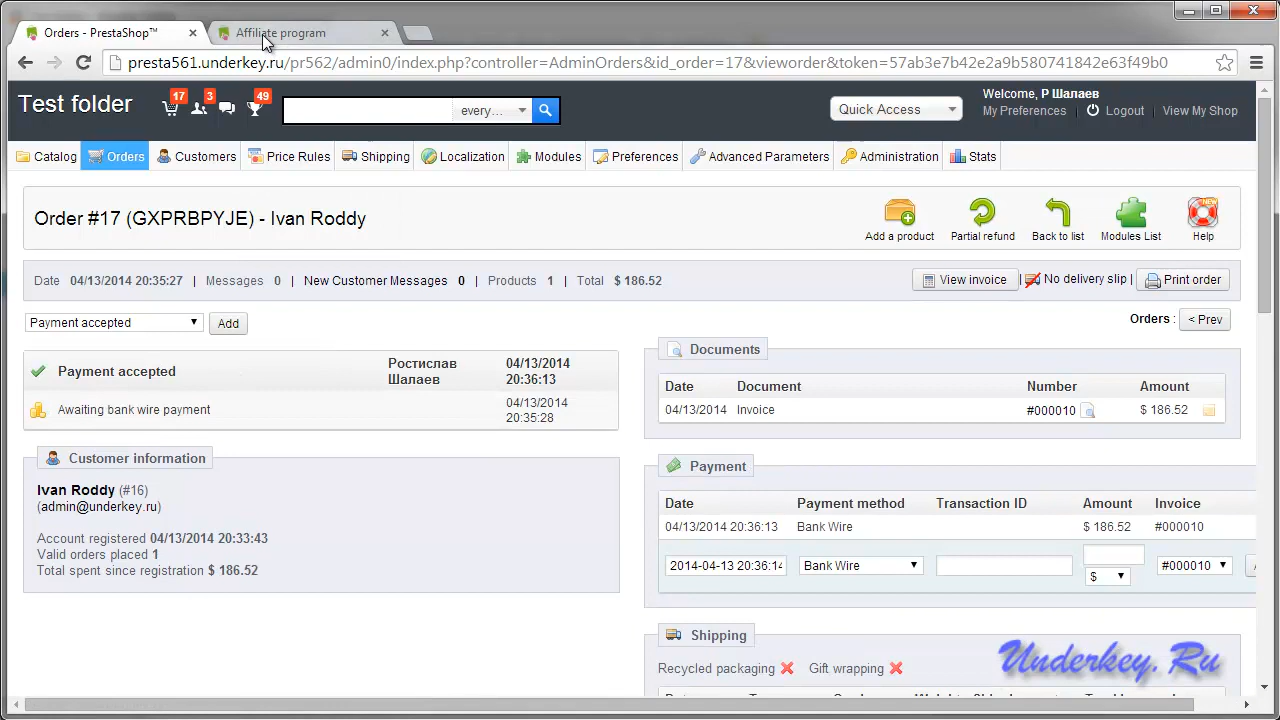 Orders - PrestaShop™
Affiliate program
presta561.underkey.ru/pr562/admin0/index.php?controller=AdminOrders&id_order=17&vieworder&token=57ab3e7b42e2a9b580741842e63f49b0
Test folder
17
3
49
every...
Quick Access
Welcome, Р Шалаев
My Preferences
Logout
View My Shop
Catalog
Orders
Customers
Price Rules
Shipping
Localization
Modules
Preferences
Advanced Parameters
Administration
Stats
Order #17 (GXPRBPYJE) - Ivan Roddy
Add a product
Partial refund
Back to list
Modules List
NEW
Help
Date 04/13/2014 20:35:27 | Messages 0 | New Customer Messages 0 | Products 1 | Total $ 186.52
View invoice | No delivery slip | Print order
Payment accepted
Add
Orders : < Prev
Payment accepted
Ростислав
Шалаев
04/13/2014
20:36:13
Awaiting bank wire payment
04/13/2014
20:35:28
Customer information
Ivan Roddy (#16)
(admin@underkey.ru)
Account registered 04/13/2014 20:33:43
Valid orders placed 1
Total spent since registration $ 186.52
Documents
Date Document Number Amount
04/13/2014 Invoice #000010 $ 186.52
Payment
Date Payment method Transaction ID Amount Invoice
04/13/2014 20:36:13 Bank Wire $ 186.52 #000010
2014-04-13 20:36:14 Bank Wire $ #000010
Shipping
Recycled packaging Gift wrapping
Underkey.Ru